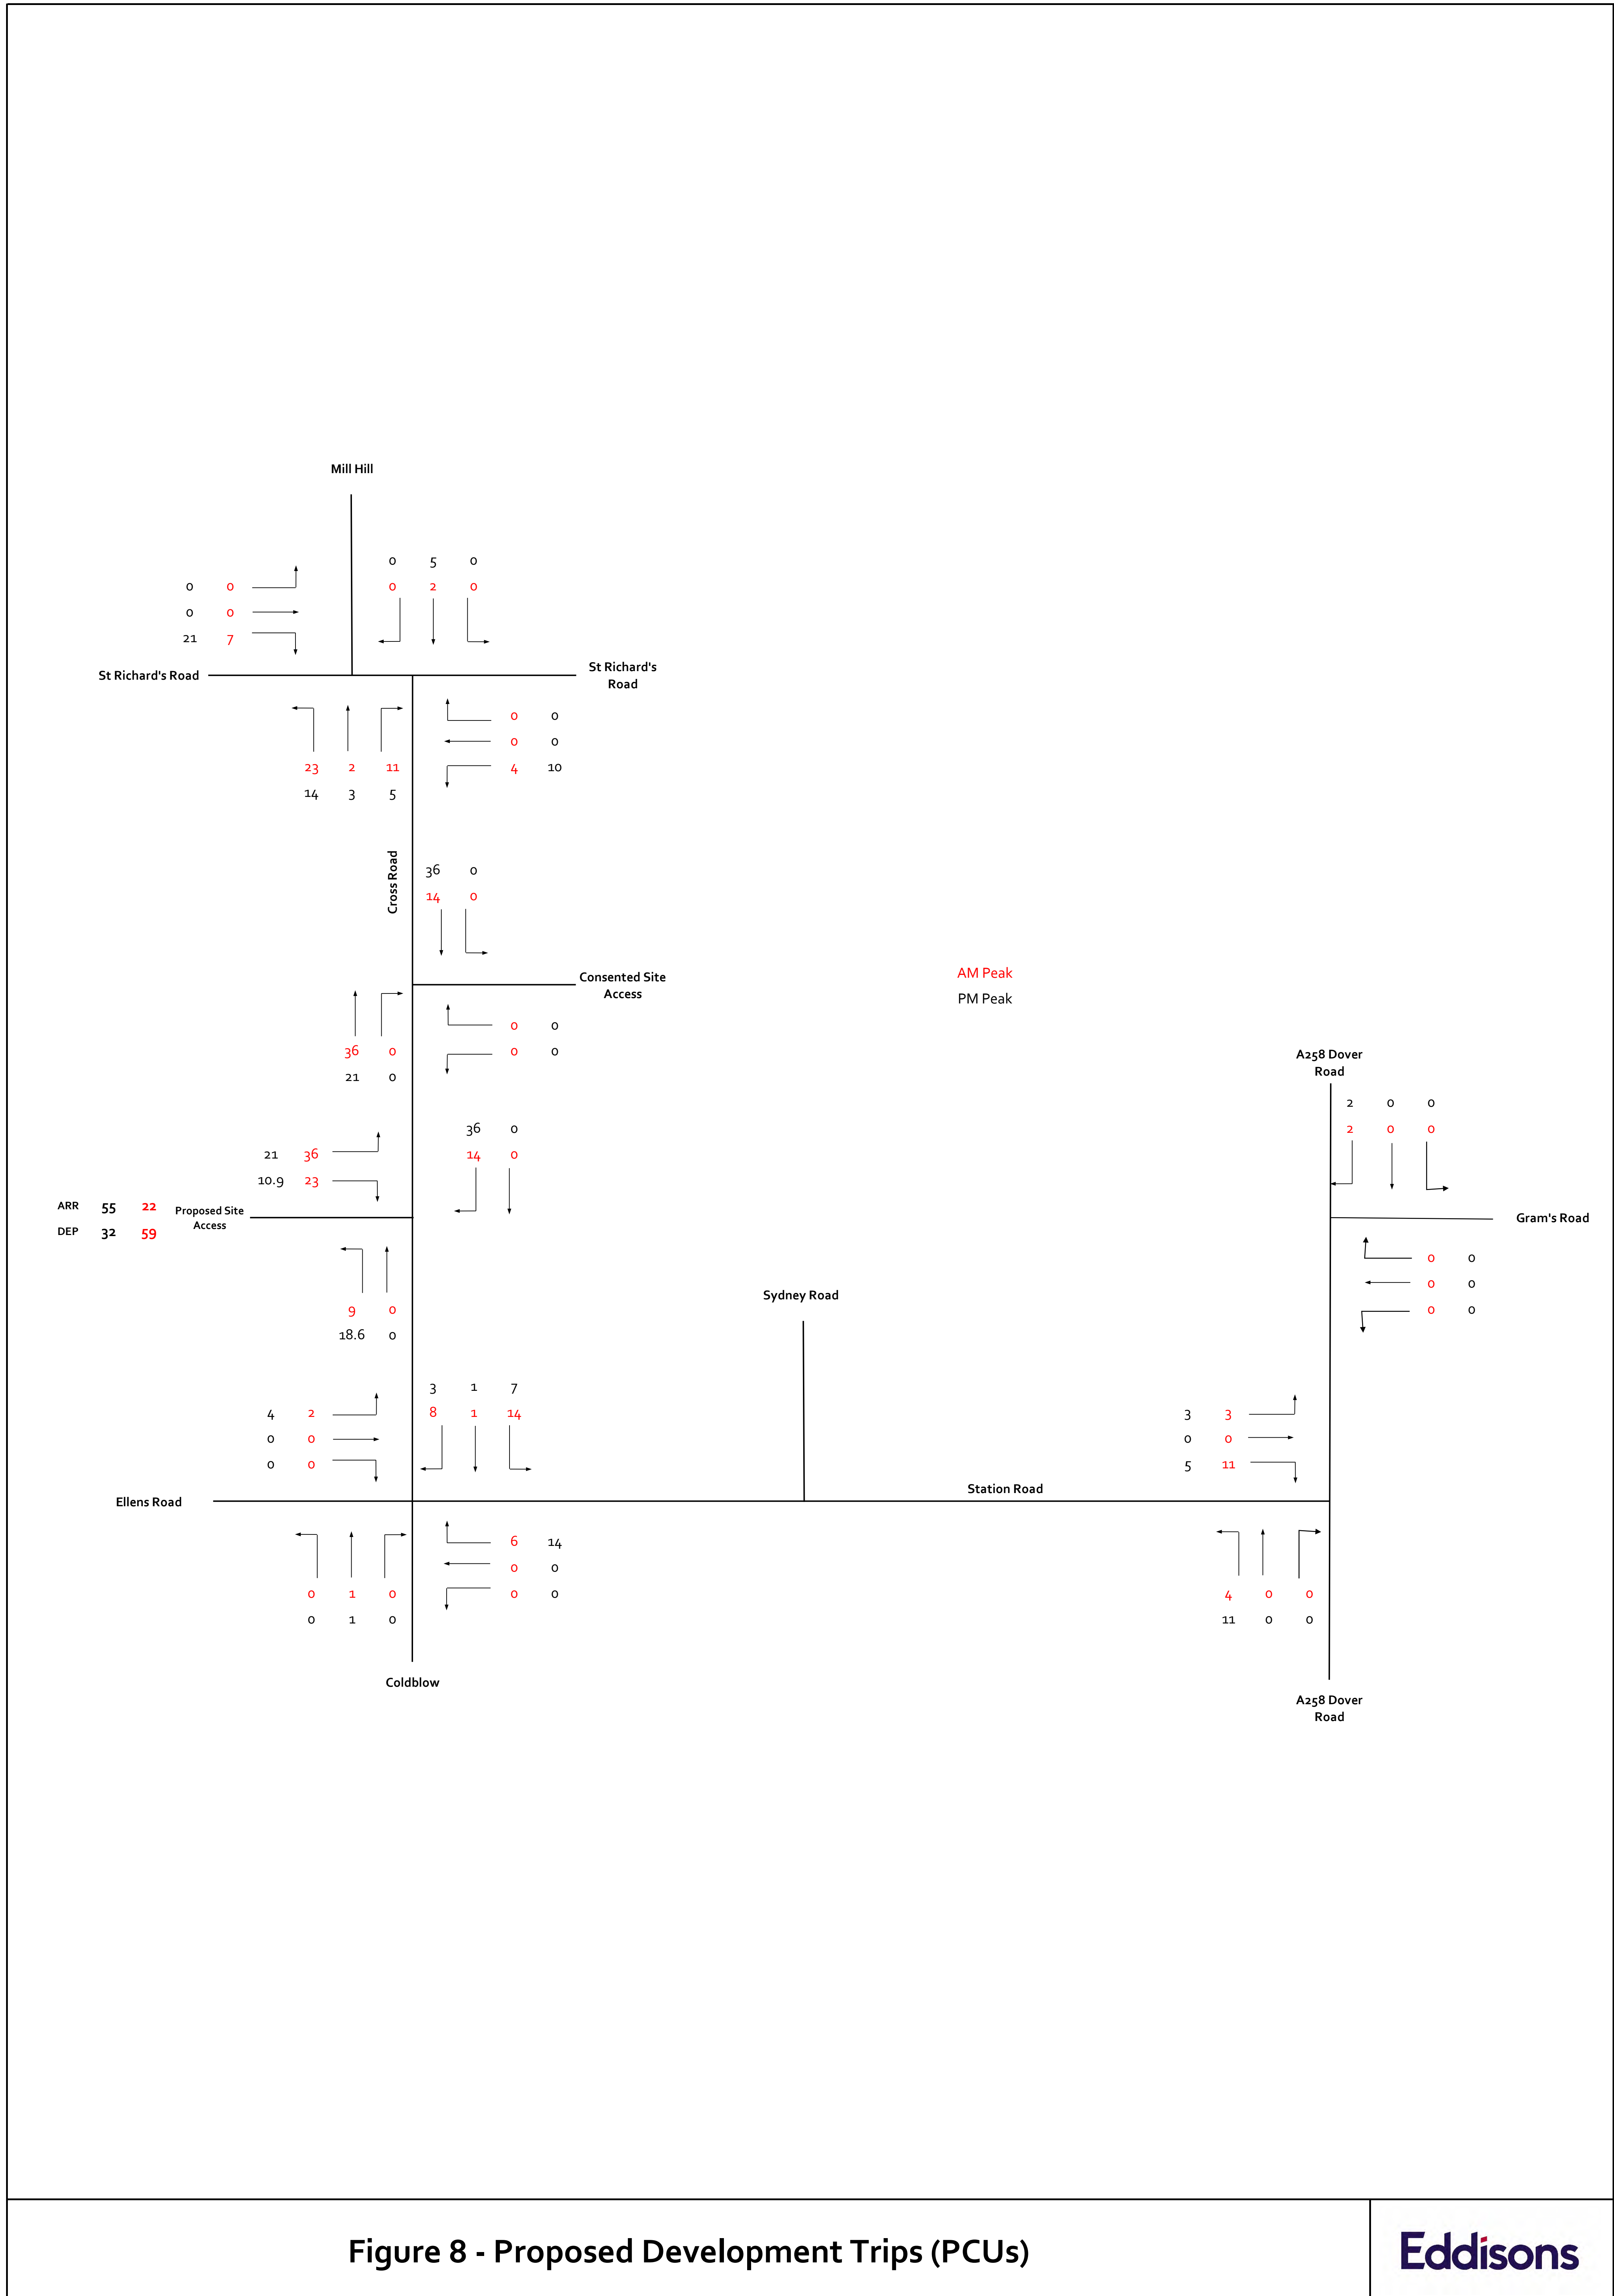 Mill Hill
0 5 0
0 0
0 2 0
0 0
21 7
St Richard's Road
St Richard's
Road
0 0
0 0
23 2 11
4 10
14 3 5
Cross Road
36 0
14 0
Consented Site
Access
AM Peak
PM Peak
0 0
36 0
0 0
21 0
A258 Dover
Road
2 0 0
36 0
2 0 0
21 36
14 0
10.9 23
ARR 55 22
Proposed Site
Access
DEP 32 59
Gram's Road
0 0
0 0
0 0
Sydney Road
9 0
18.6 0
3 1 7
4 2
8 1 14
0 0
0 0
3 3
0 0
5 11
Station Road
Ellens Road
6 14
0 0
0 1 0
0 0
0 1 0
4 0 0
11 0 0
Coldblow
A258 Dover
Road
Figure 8 - Proposed Development Trips (PCUs)
Eddisons